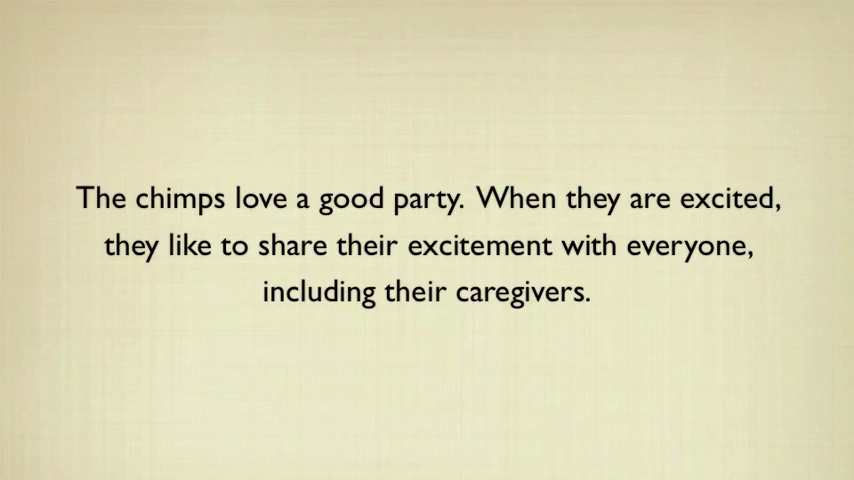 The chimps love a good party. When they are excited,
they like to share their excitement with everyone,
including their caregivers.